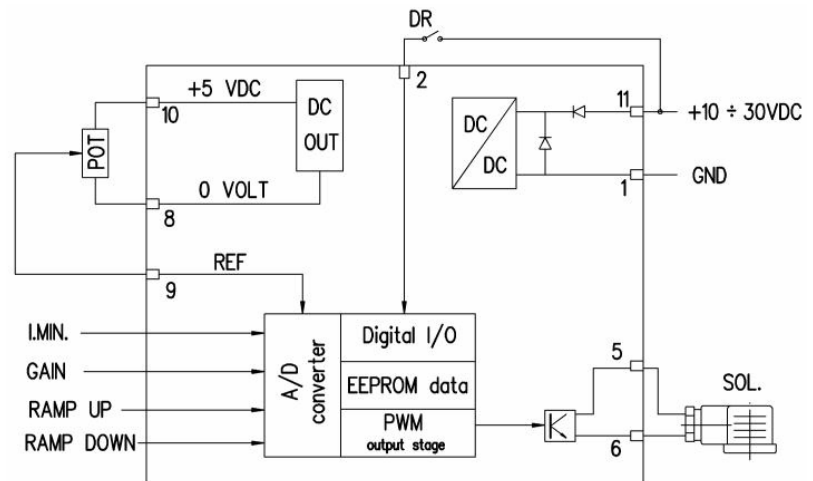 DR
+5 VDC
10
DC
OUT
2
11
+10 ÷ 30VDC
DC
DC
POT
0 VOLT
8
1
GND
REF
9
I.MIN.
GAIN
RAMP UP
RAMP DOWN
A/D
converter
Digital I/O
EEPROM data
PWM
output stage
5
6
SOL.